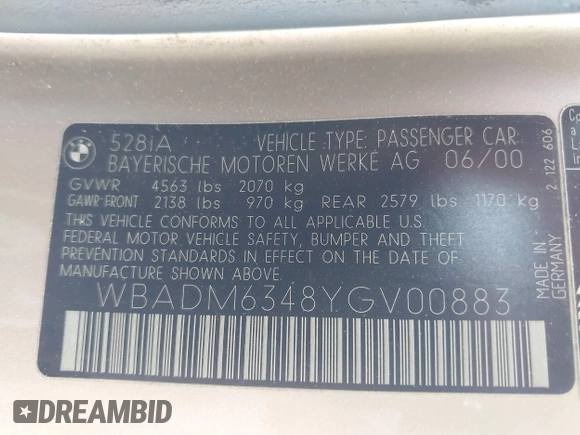 BMW
528iA VEHICLE TYPE: PASSENGER CAR
BAYERISCHE MOTOREN WERKE AG 06/00
GVWR 4563 lbs 2070 kg
GAWR FRONT 2138 lbs 970 kg REAR 2579 lbs 1170 kg
THIS VEHICLE CONFORMS TO ALL APPLICABLE U.S.
FEDERAL MOTOR VEHICLE SAFETY, BUMPER AND THEFT
PREVENTION STANDARDS IN EFFECT ON THE DATE OF
MANUFACTURE SHOWN ABOVE.
WBADM6348YGV00883
2 122 606
MADE IN GERMANY
DREAMBID